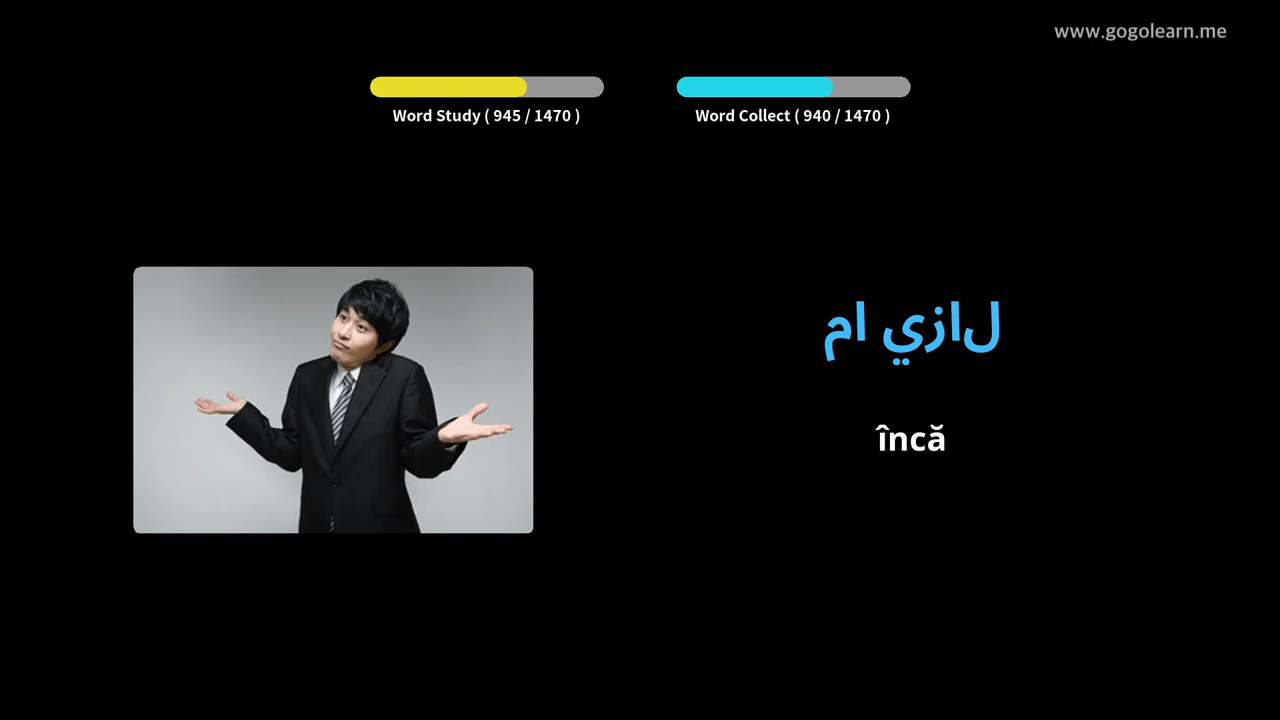 www.gogolearn.me
Word Study ( 945 / 1470 )
Word Collect ( 940 / 1470 )
لازي ام
încă